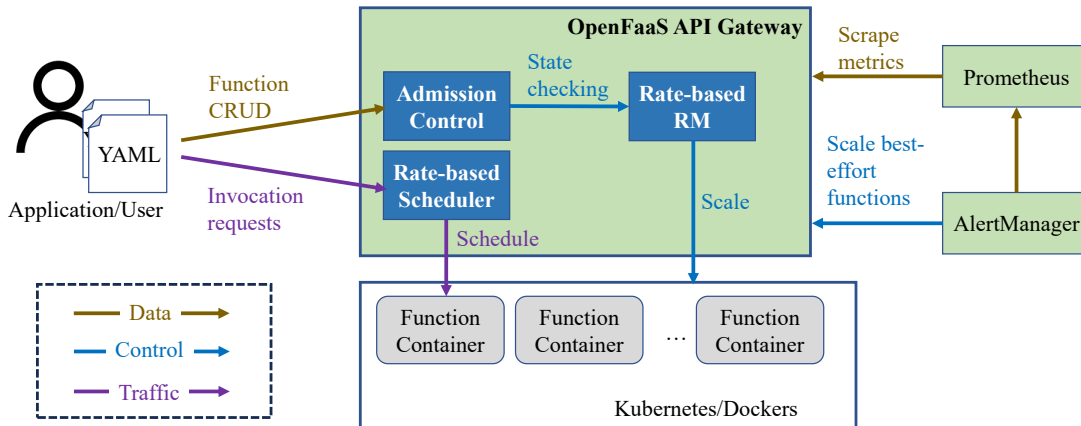 OpenFaaS API Gateway
Function
CRUD
State
checking
Scrape
metrics
Admission
Control
Rate-based
RM
Prometheus
YAML
Rate-based
Scheduler
Scale best-
effort
functions
Application/User
Invocation
requests
Scale
AlertManager
Schedule
Data
Control
Traffic
Function
Container
Function
Container
...
Function
Container
Kubernetes/Dockers